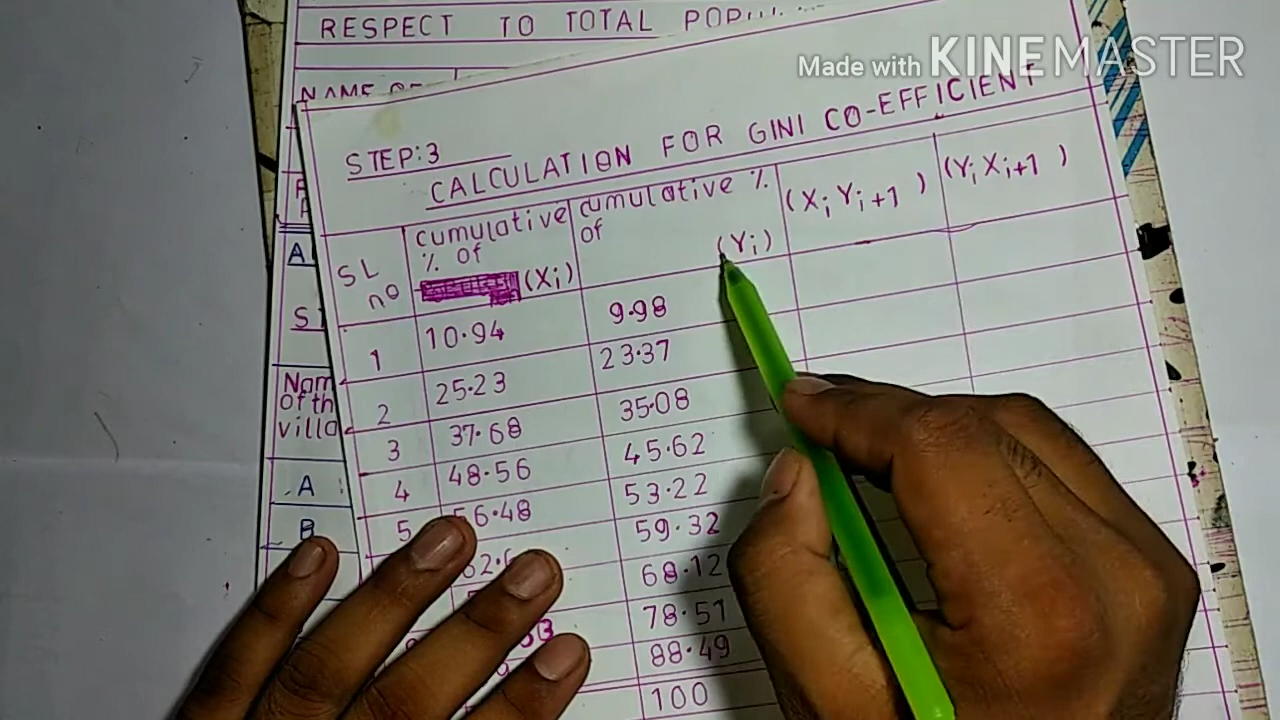 RESPECT TO TOTAL
Made with KINEMASTER
STEP:3
CALCULATION FOR GINI CO-EFFICIENT
SL no
cumulative % of (Xi)
cumulative % of (Yi)
(Xi Yi+1)
(Yi Xi+1)
1 10.94 9.98
2 25.23 23.37
3 37.68 35.08
4 48.56 45.62
5 56.48 53.22
59.32
68.12
78.51
88.49
100
Of th
A
B